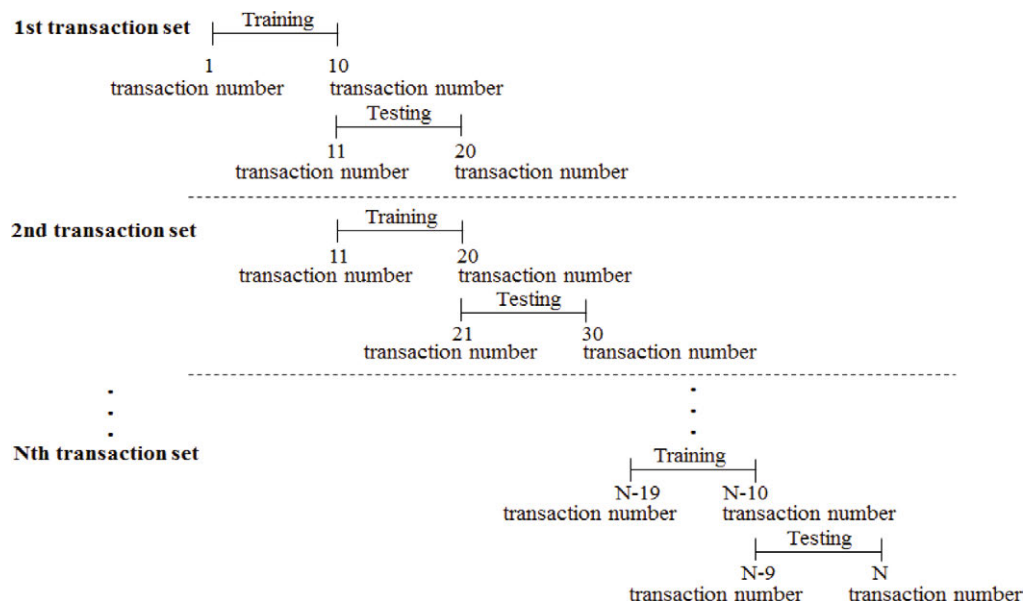 Training
1st transaction set
1 10
transaction number transaction number
Testing
11 20
transaction number transaction number
Training
2nd transaction set
11 20
transaction number transaction number
Testing
21 30
transaction number transaction number
Nth transaction set
Training
N-19 N-10
transaction number transaction number
Testing
N-9 N
transaction number transaction number